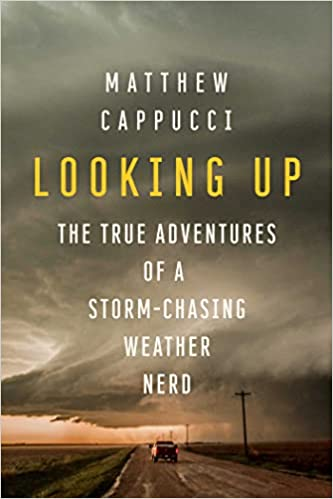 MATTHEW
CAPPUCCI
LOOKING UP
THE TRUE ADVENTURES
OF A
STORM-CHASING
WEATHER
NERD